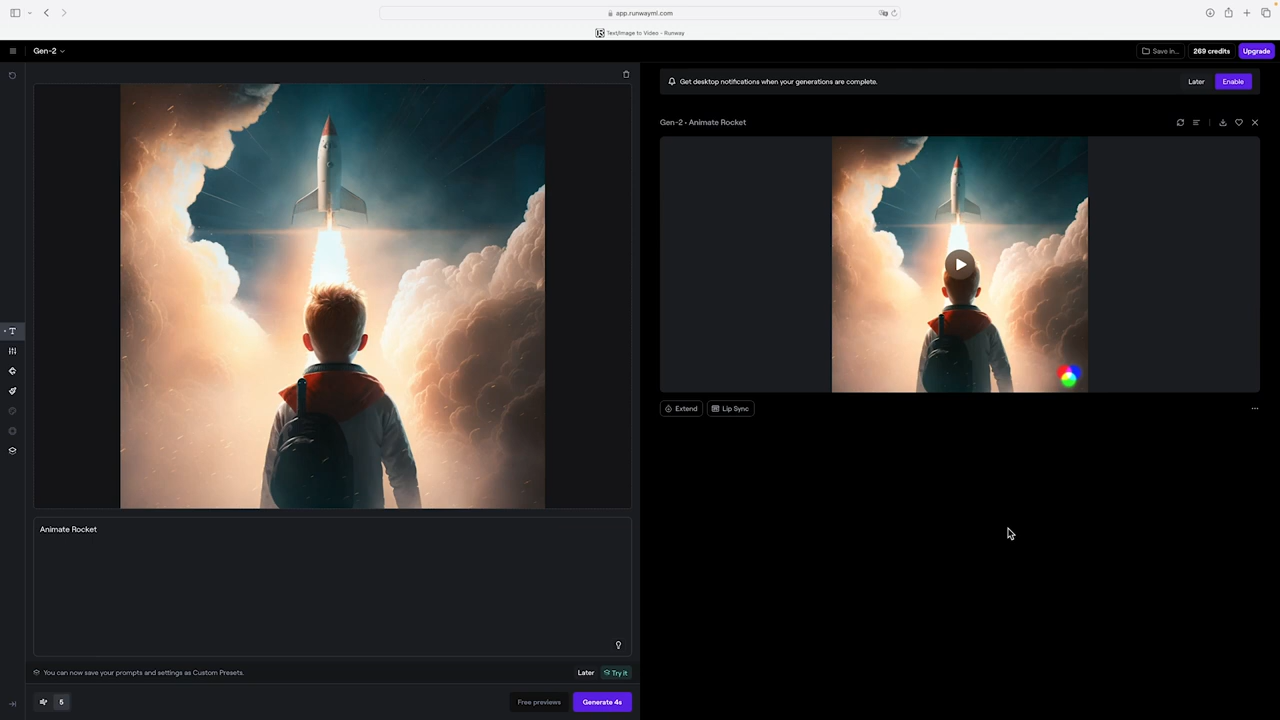 app.runwayml.com
Text/Image to Video - Runway
Gen-2
Save in...
269 credits
Upgrade
Get desktop notifications when your generations are complete.
Later
Enable
Gen-2 • Animate Rocket
Extend
Lip Sync
Animate Rocket
You can now save your prompts and settings as Custom Presets.
Later
Try it
5
Free previews
Generate 4s